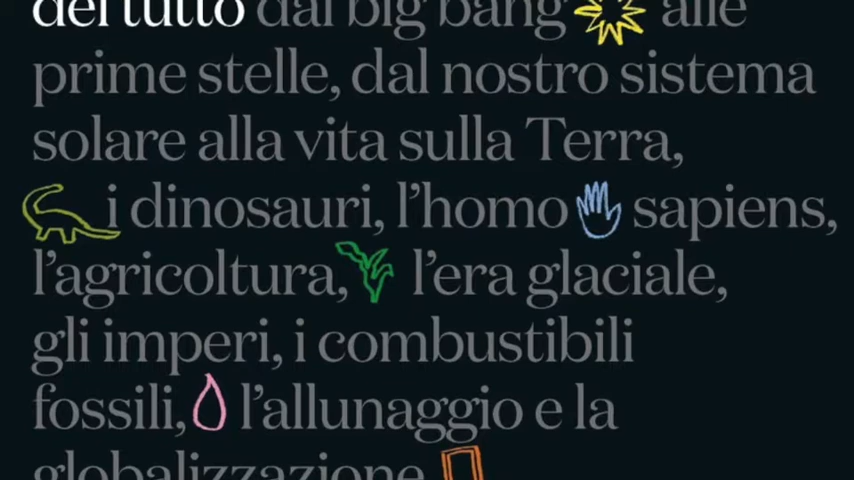 del tutto dal big bang alle
prime stelle, dal nostro sistema
solare alla vita sulla Terra,
i dinosauri, l'homo sapiens,
l'agricoltura, l'era glaciale,
gli imperi, i combustibili
fossili, l'allunaggio e la
globalizzazione